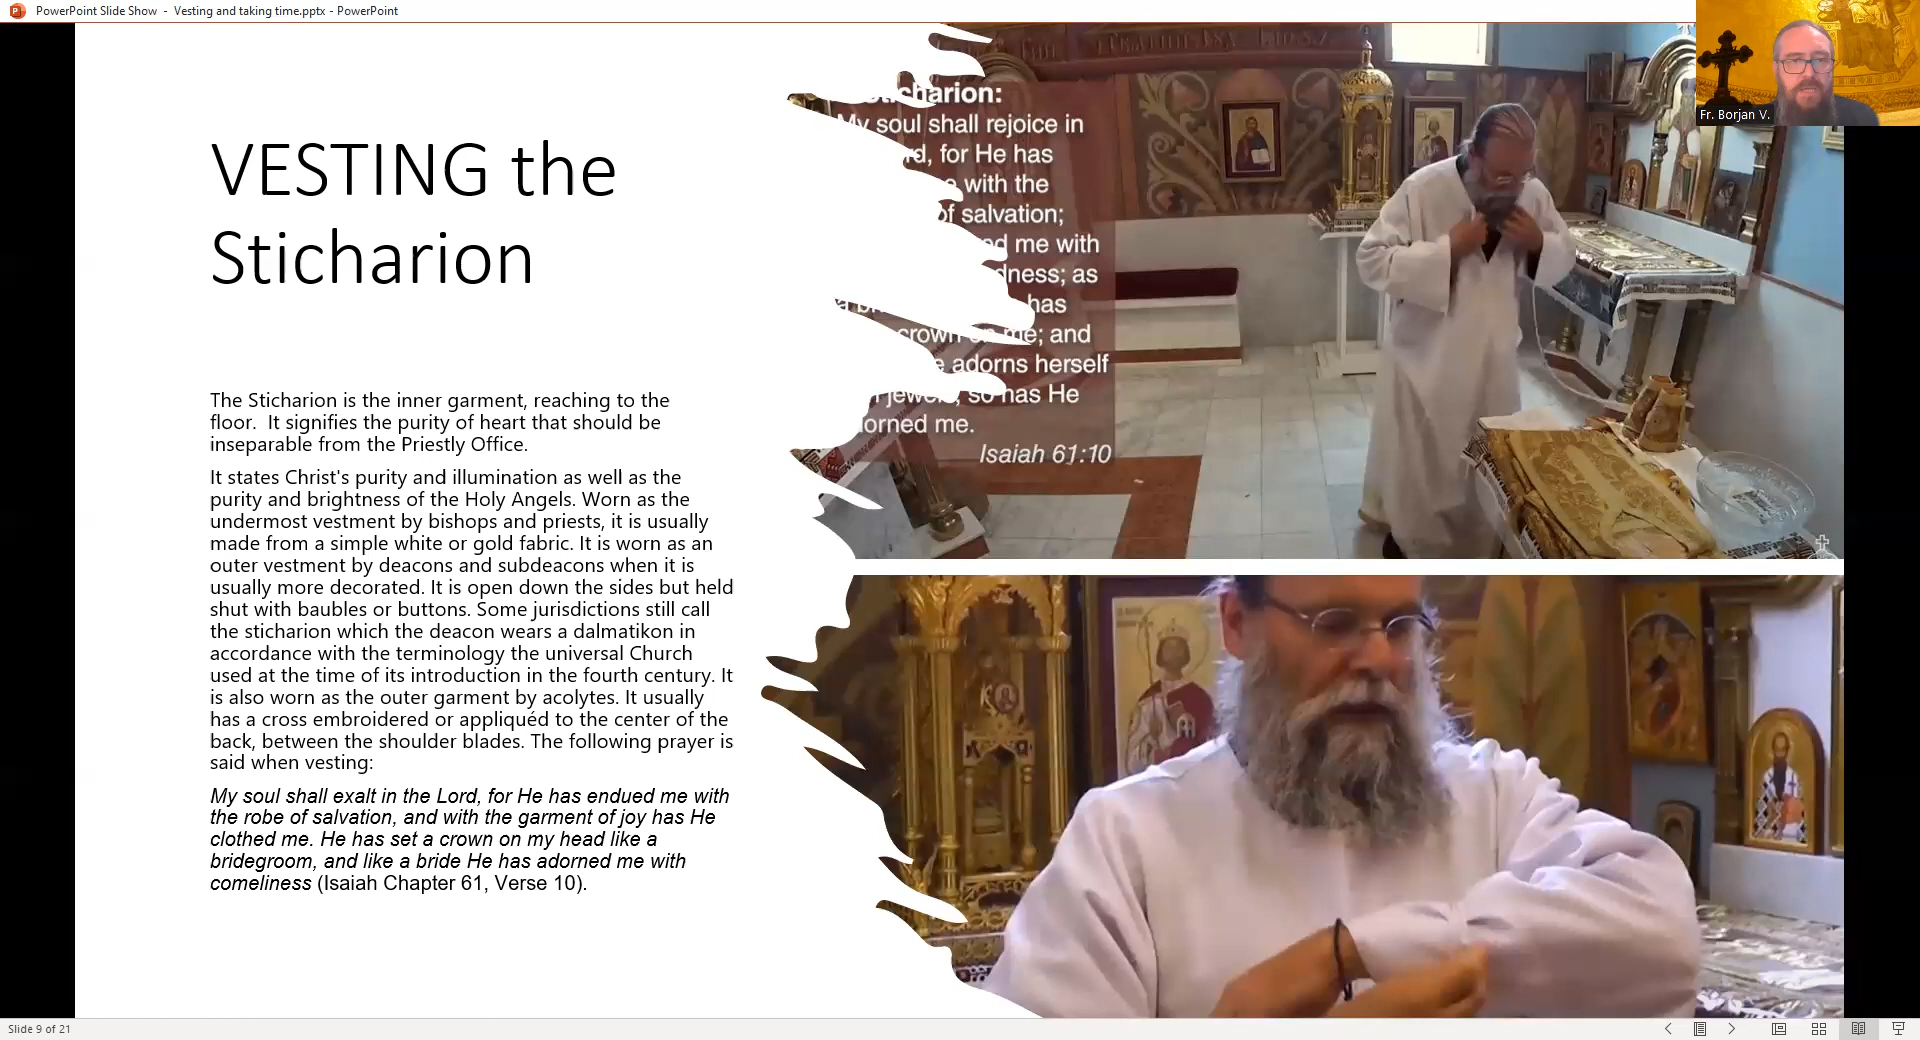 PowerPoint Slide Show - Vesting and taking time.pptx - PowerPoint
Fr. Borjan V.
VESTING the
Sticharion
The Sticharion is the inner garment, reaching to the
floor.  It signifies the purity of heart that should be
inseparable from the Priestly Office.
It states Christ's purity and illumination as well as the
purity and brightness of the Holy Angels. Worn as the
undermost vestment by bishops and priests, it is usually
made from a simple white or gold fabric. It is worn as an
outer vestment by deacons and subdeacons when it is
usually more decorated. It is open down the sides but held
shut with baubles or buttons. Some jurisdictions still call
the sticharion which the deacon wears a dalmatikon in
accordance with the terminology the universal Church
used at the time of its introduction in the fourth century. It
is also worn as the outer garment by acolytes. It usually
has a cross embroidered or appliquéd to the center of the
back, between the shoulder blades. The following prayer is
said when vesting:
My soul shall exalt in the Lord, for He has endued me with
the robe of salvation, and with the garment of joy has He
clothed me. He has set a crown on my head like a
bridegroom, and like a bride He has adorned me with
comeliness (Isaiah Chapter 61, Verse 10).
My soul shall rejoice in
for He has
with the
of salvation;
me with
as
has
crown on me; and
adorns herself
so has He
me.
Isaiah 61:10
Slide 9 of 21